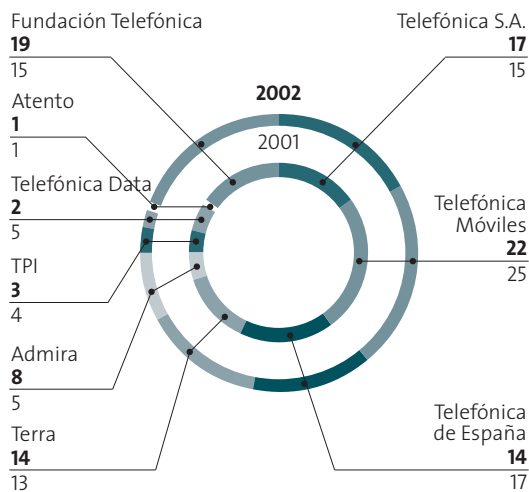 Fundación Telefónica
19
15
Atento
1
1
Telefónica Data
2
5
TPI
3
4
Admira
8
5
Terra
14
13
2002
2001
Telefónica S.A.
17
15
Telefónica
Móviles
22
25
Telefónica
de España
14
17